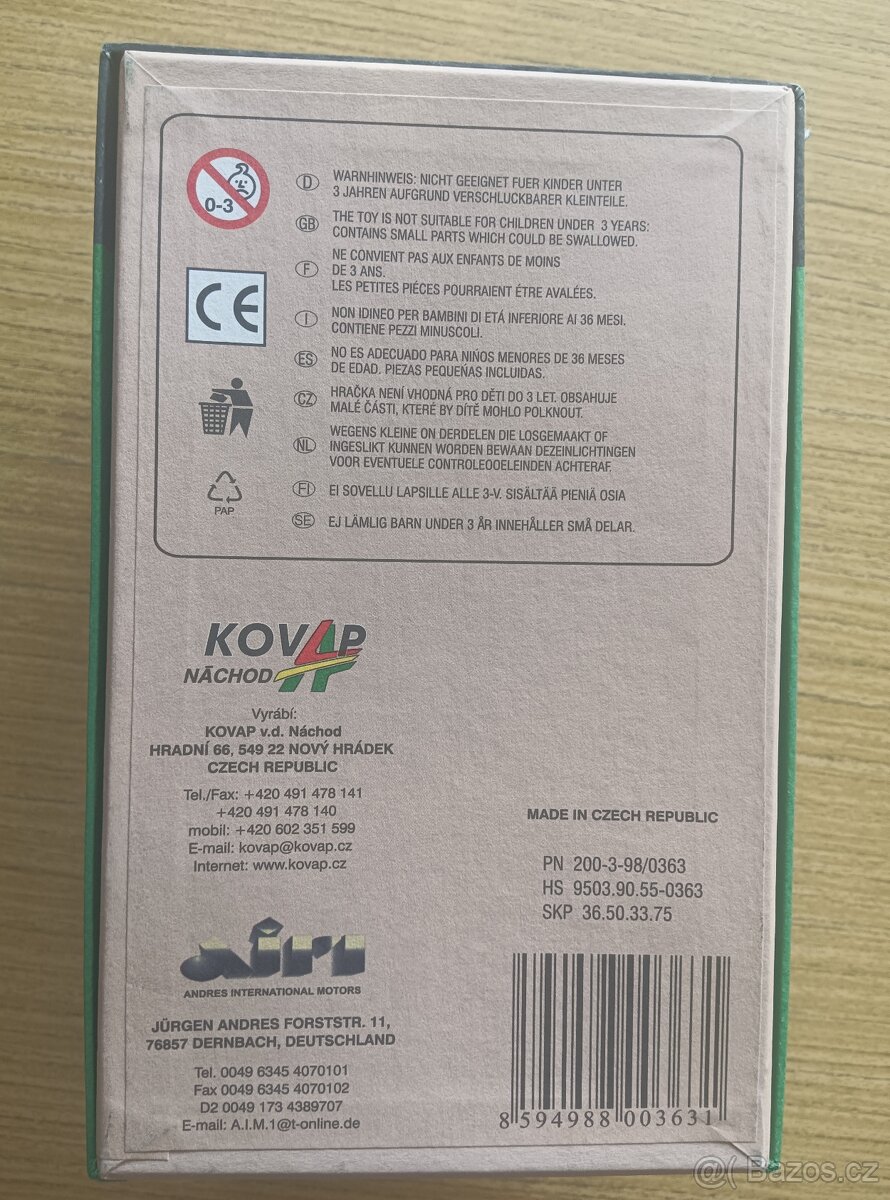 0-3
D WARNHINWEIS: NICHT GEEIGNET FUER KINDER UNTER
3 JAHREN AUFGRUND VERSCHLUCKBARER KLEINTEILE.
GB THE TOY IS NOT SUITABLE FOR CHILDREN UNDER 3 YEARS:
CONTAINS SMALL PARTS WHICH COULD BE SWALLOWED.
F NE CONVIENT PAS AUX ENFANTS DE MOINS
DE 3 ANS.
LES PETITES PIÉCES POURRAIENT ÉTRE AVALÉES.
CE
I NON IDINEO PER BAMBINI DI ETÁ INFERIORE AI 36 MESI.
CONTIENE PEZZI MINUSCOLI.
ES NO ES ADECUADO PARA NIŇOS MENORES DE 36 MESES
DE EDAD. PIEZAS PEQUEŇAS INCLUIDAS.
CZ HRAČKA NENÍ VHODNÁ PRO DĚTI DO 3 LET. OBSAHUJE
MALÉ ČÁSTI, KTERÉ BY DÍTĚ MOHLO POLKNOUT.
NL WEGENS KLEINE ON DERDELEN DIE LOSGEMAAKT OF
INGESLIKT KUNNEN WORDEN BEWAAN DEZEINLICHTINGEN
VOOR EVENTUELE CONTROLEOOELEINDEN ACHTERAF.
PAP
FI EI SOVELLU LAPSILLE ALLE 3-V. SISÄLTÄÄ PIENIÄ OSIA
SE EJ LÄMLIG BARN UNDER 3 ÅR INNEHÅLLER SMÅ DELAR.
KOVAP
NÁCHOD
Vyrábí:
KOVAP v.d. Náchod
HRADNÍ 66, 549 22 NOVÝ HRÁDEK
CZECH REPUBLIC
Tel./Fax: +420 491 478 141
+420 491 478 140
mobil: +420 602 351 599
E-mail: kovap@kovap.cz
Internet: www.kovap.cz
MADE IN CZECH REPUBLIC
PN 200-3-98/0363
HS 9503.90.55-0363
SKP 36.50.33.75
ANDRES INTERNATIONAL MOTORS
JÜRGEN ANDRES FORSTSTR. 11,
76857 DERNBACH, DEUTSCHLAND
Tel. 0049 6345 4070101
Fax 0049 6345 4070102
D2 0049 173 4389707
E-mail: A.I.M.1@t-online.de
8 594988 003631
@( Bazos.cz